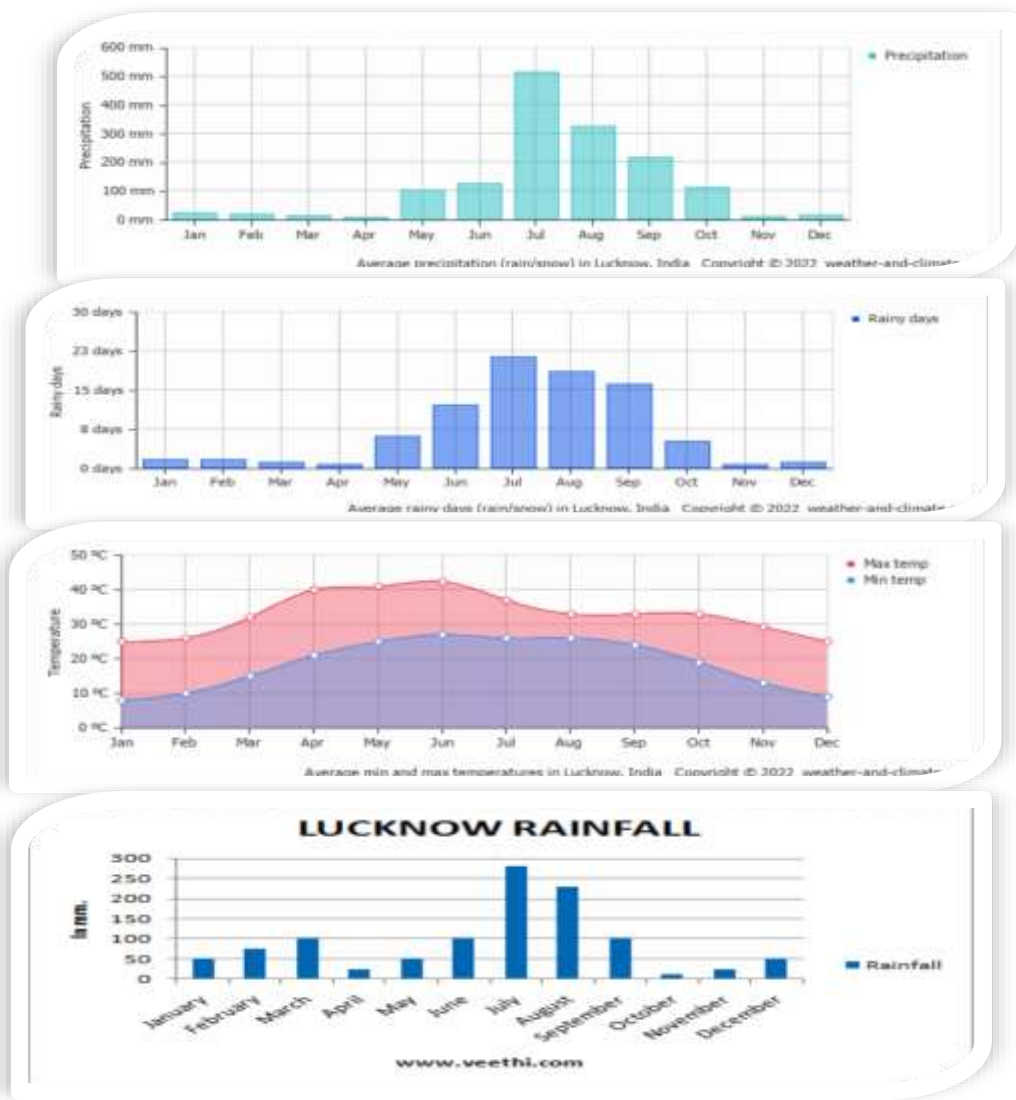 600 mm
500 mm
400 mm
300 mm
200 mm
100 mm
0 mm
Precipitation
Jan Feb Mar Apr May Jun Jul Aug Sep Oct Nov Dec
Precipitation
Average precipitation (rain/snow) in Lucknow, India Copyright © 2022 weather-and-climate
30 days
23 days
15 days
8 days
0 days
Rainy days
Jan Feb Mar Apr May Jun Jul Aug Sep Oct Nov Dec
Rainy days
Average rainy days (rain/snow) in Lucknow, India Copyright © 2022 weather-and-climate
50 ºC
40 ºC
30 ºC
20 ºC
10 ºC
0 ºC
Temperature
Jan Feb Mar Apr May Jun Jul Aug Sep Oct Nov Dec
Max temp
Min temp
Average min and max temperatures in Lucknow, India Copyright © 2022 weather-and-climate
LUCKNOW RAINFALL
300
250
200
150
100
50
0
In mm.
January February March April May June July August September October November December
Rainfall
www.veethi.com